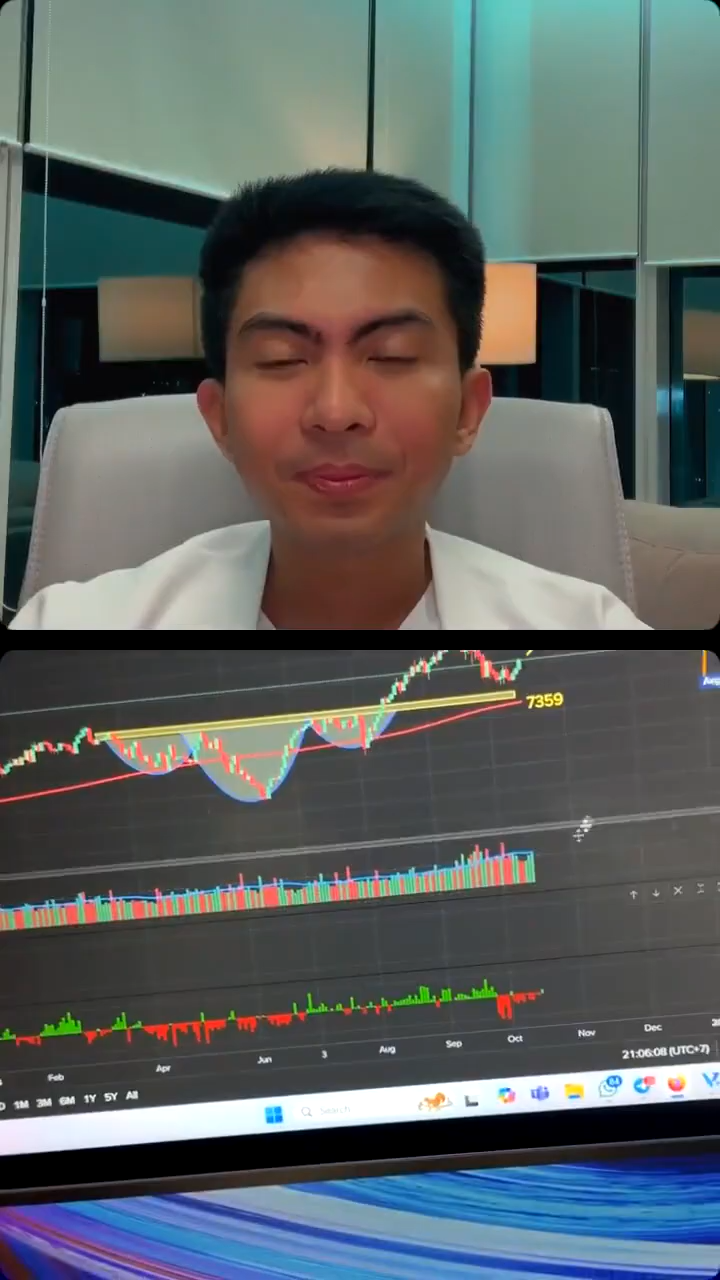 7359
Feb
Apr
Jun
3
Aug
Sep
Oct
Nov
Dec
21:06:08 (UTC+7)
1M 3M 6M 1Y 5Y All
Search